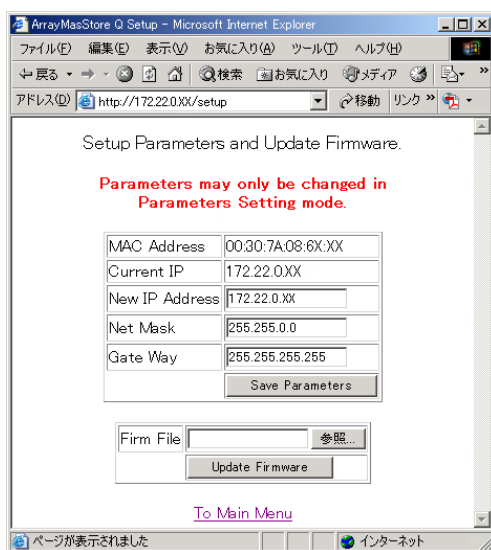 ArrayMasStore Q Setup - Microsoft Internet Explorer
ファイル(F) 編集(E) 表示(V) お気に入り(A) ツール(T) ヘルプ(H)
戻る 検索 お気に入り メディア »
アドレス(D) http://172.22.0.XX/setup 移動 リンク »
Setup Parameters and Update Firmware.
Parameters may only be changed in
Parameters Setting mode.
MAC Address 00:30:7A:08:6X:XX
Current IP 172.22.0.XX
New IP Address 172.22.0.XX
Net Mask 255.255.0.0
Gate Way 255.255.255.255
Save Parameters
Firm File 参照...
Update Firmware
To Main Menu
ページが表示されました インターネット